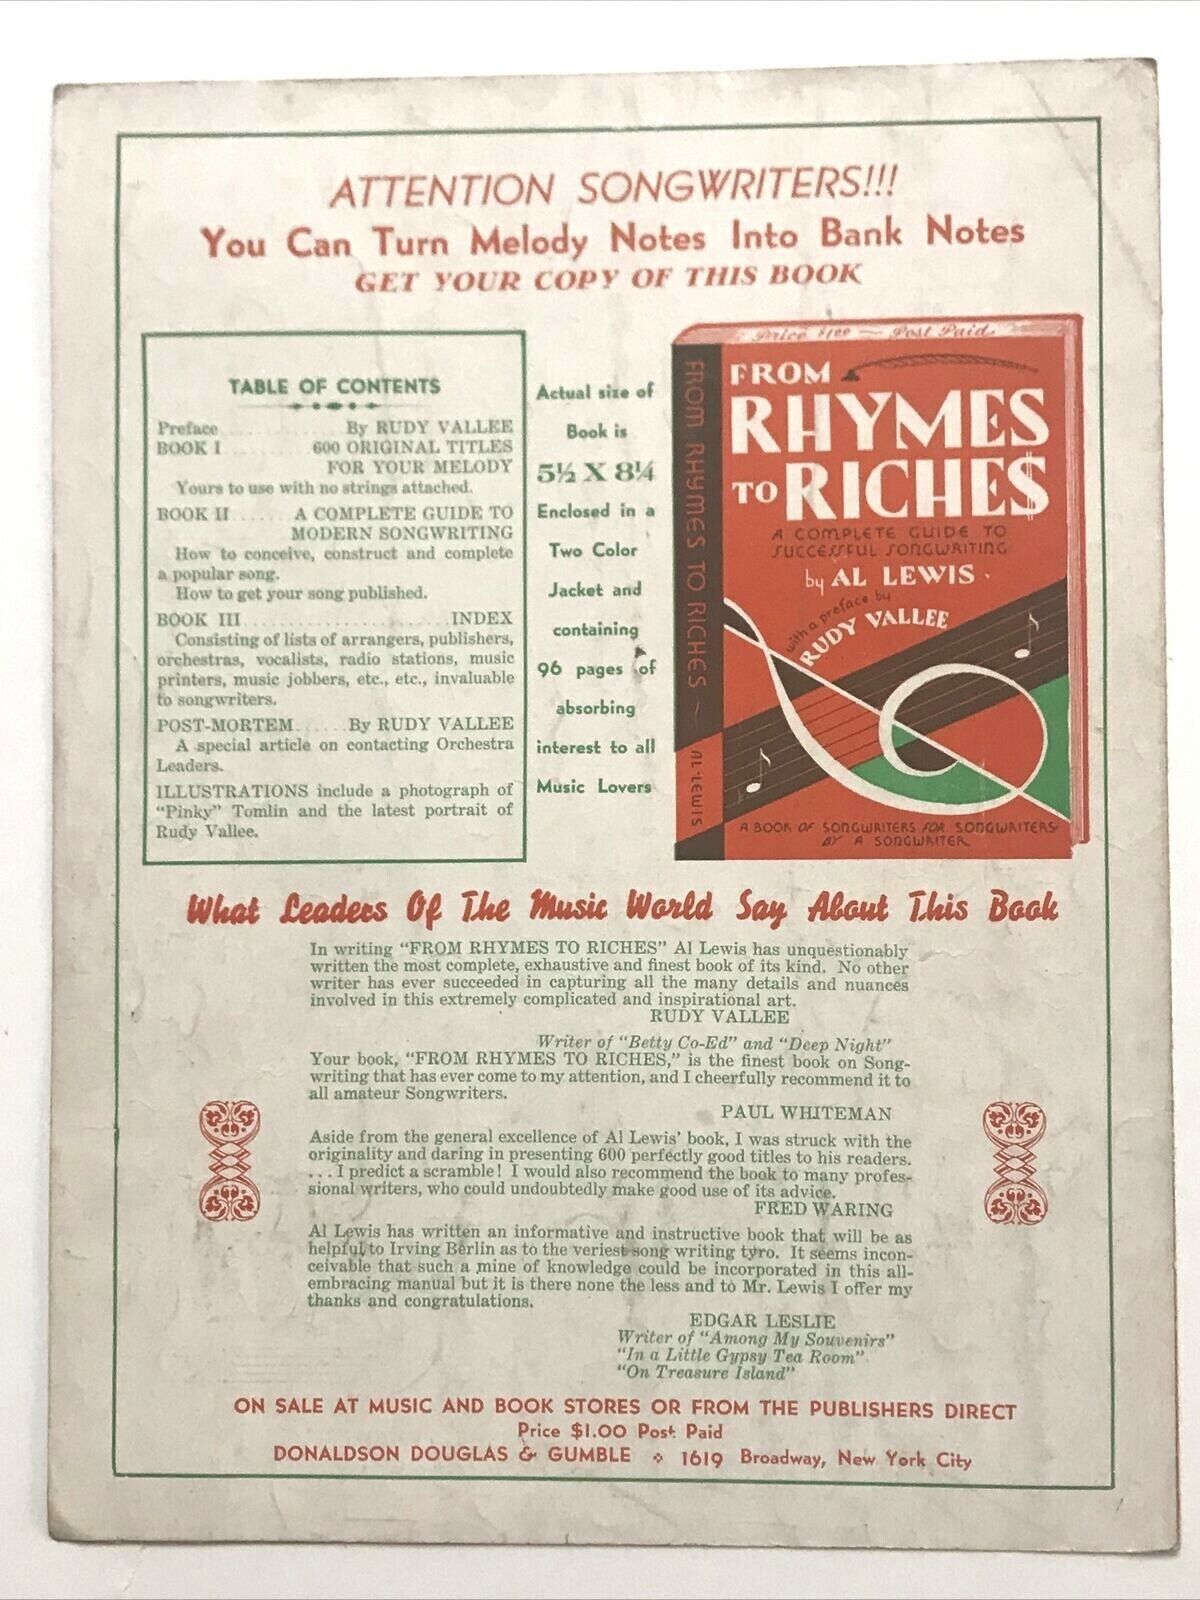 ATTENTION SONGWRITERS!!!
You Can Turn Melody Notes Into Bank Notes
GET YOUR COPY OF THIS BOOK
TABLE OF CONTENTS
Preface .............. By RUDY VALLEE
BOOK I ......... 600 ORIGINAL TITLES
FOR YOUR MELODY
Yours to use with no strings attached.
BOOK II ...... A COMPLETE GUIDE TO
MODERN SONGWRITING
How to conceive, construct and complete
a popular song.
How to get your song published.
BOOK III ..................... INDEX
Consisting of lists of arrangers, publishers,
orchestras, vocalists, radio stations, music
printers, music jobbers, etc., etc., invaluable
to songwriters.
POST-MORTEM ...... By RUDY VALLEE
A special article on contacting Orchestra
Leaders.
ILLUSTRATIONS include a photograph of
"Pinky" Tomlin and the latest portrait of
Rudy Vallee.
Actual size of
Book is
5½ X 8¼
Enclosed in a
Two Color
Jacket and
containing
96 pages of
absorbing
interest to all
Music Lovers
Price $1.00 — Post Paid
FROM RHYMES TO RICHES — AL LEWIS
FROM
RHYMES
TO RICHE$
A COMPLETE GUIDE TO
SUCCESSFUL SONGWRITING
by AL LEWIS
with a preface by
RUDY VALLEE
A BOOK OF SONGWRITERS FOR SONGWRITERS
BY A SONGWRITER
What Leaders Of The Music World Say About This Book
In writing "FROM RHYMES TO RICHES" Al Lewis has unquestionably
written the most complete, exhaustive and finest book of its kind. No other
writer has ever succeeded in capturing all the many details and nuances
involved in this extremely complicated and inspirational art.
RUDY VALLEE
Writer of "Betty Co-Ed" and "Deep Night"
Your book, "FROM RHYMES TO RICHES," is the finest book on Song-
writing that has ever come to my attention, and I cheerfully recommend it to
all amateur Songwriters.
PAUL WHITEMAN
Aside from the general excellence of Al Lewis' book, I was struck with the
originality and daring in presenting 600 perfectly good titles to his readers.
. . . I predict a scramble! I would also recommend the book to many profes-
sional writers, who could undoubtedly make good use of its advice.
FRED WARING
Al Lewis has written an informative and instructive book that will be as
helpful to Irving Berlin as to the veriest song writing tyro. It seems incon-
ceivable that such a mine of knowledge could be incorporated in this all-
embracing manual but it is there none the less and to Mr. Lewis I offer my
thanks and congratulations.
EDGAR LESLIE
Writer of "Among My Souvenirs"
"In a Little Gypsy Tea Room"
"On Treasure Island"
ON SALE AT MUSIC AND BOOK STORES OR FROM THE PUBLISHERS DIRECT
Price $1.00 Post Paid
DONALDSON DOUGLAS & GUMBLE ❖ 1619 Broadway, New York City